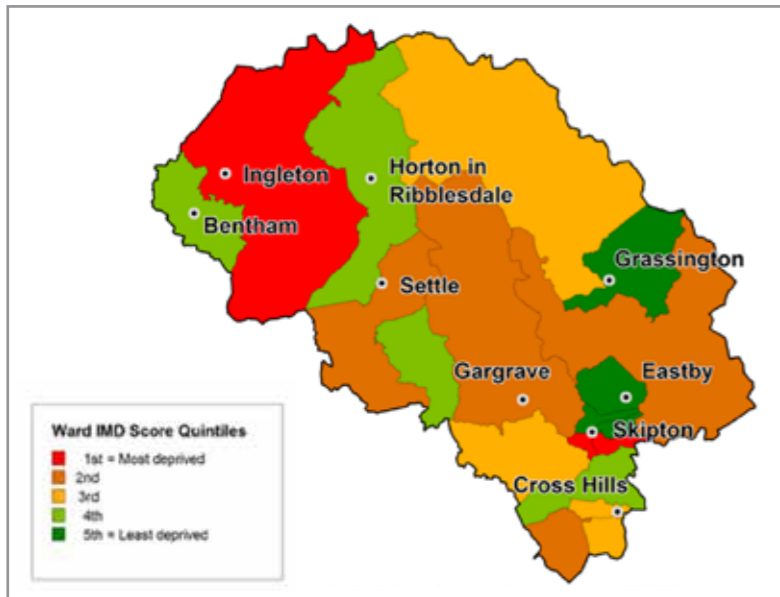 Ingleton
Horton in
Ribblesdale
Bentham
Grassington
Settle
Gargrave
Eastby
Skipton
Cross Hills
Ward IMD Score Quintiles
1st = Most deprived
2nd
3rd
4th
5th = Least deprived